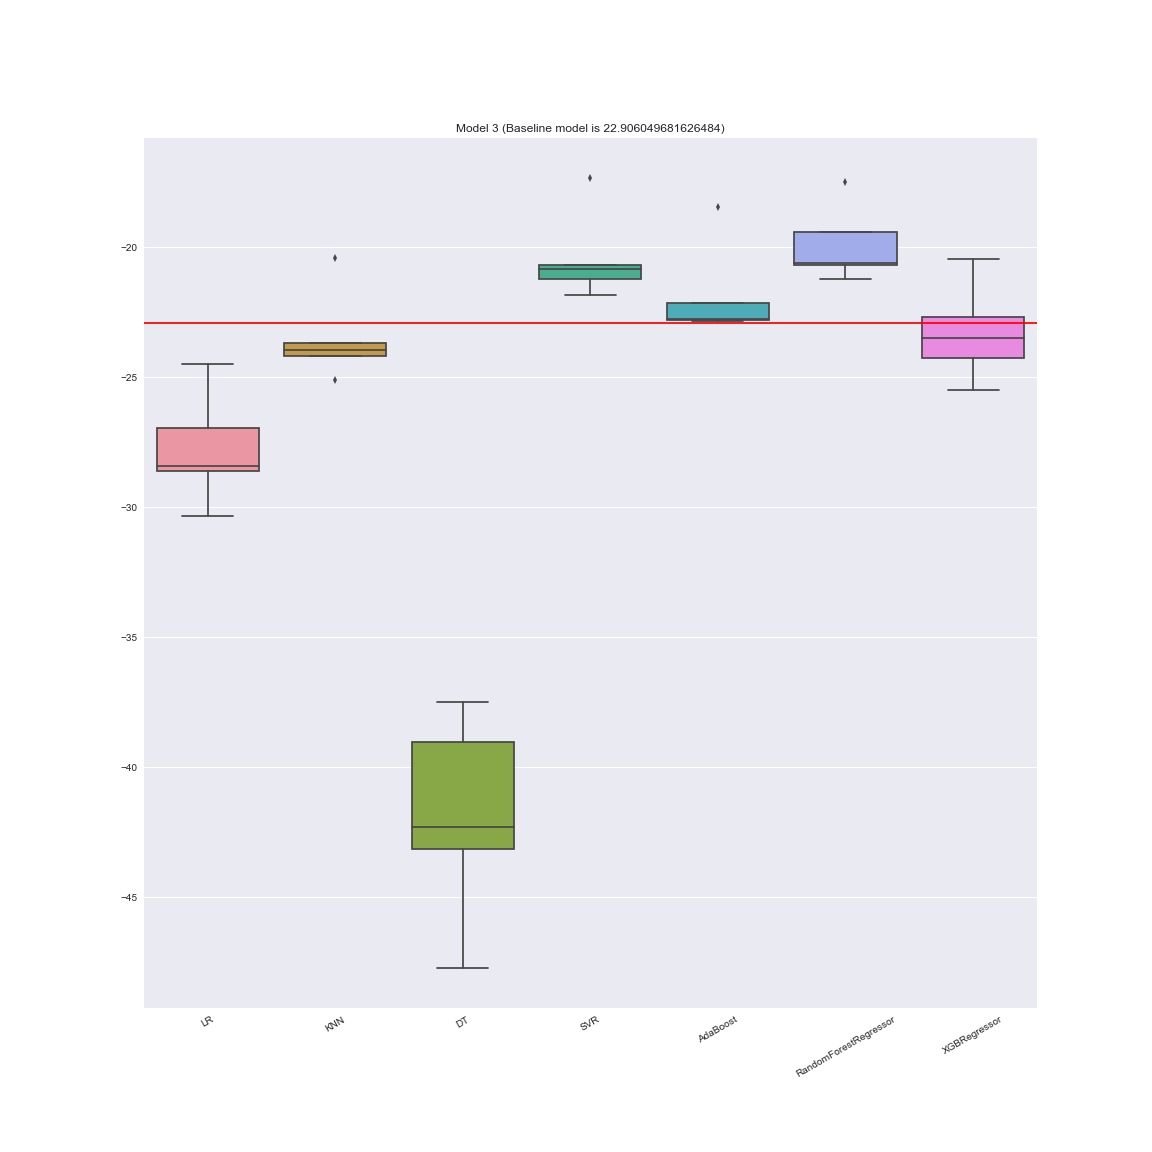 Model 3 (Baseline model is 22.906049681626484)
−20
−25
−30
−35
−40
−45
LR
KNN
DT
SVR
AdaBoost
RandomForestRegressor
XGBRegressor